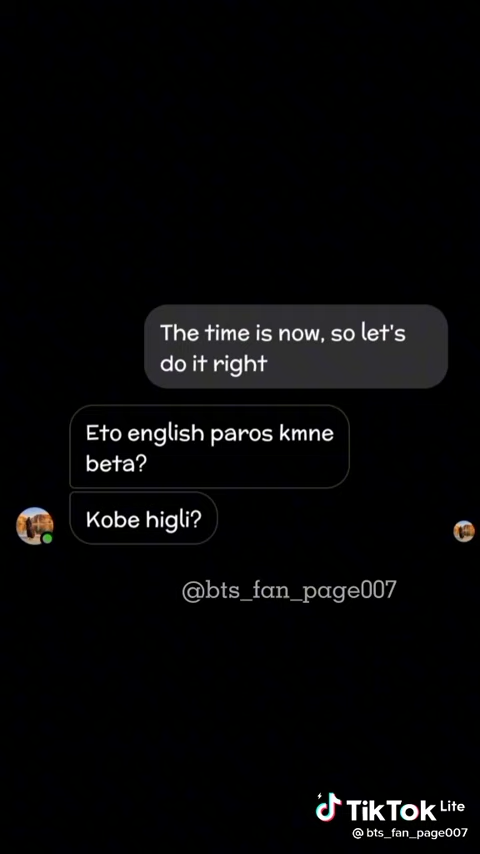 The time is now, so let's
do it right
Eto english paros kmne
beta?
Kobe higli?
@bts_fan_page007
TikTok Lite
@bts_fan_page007